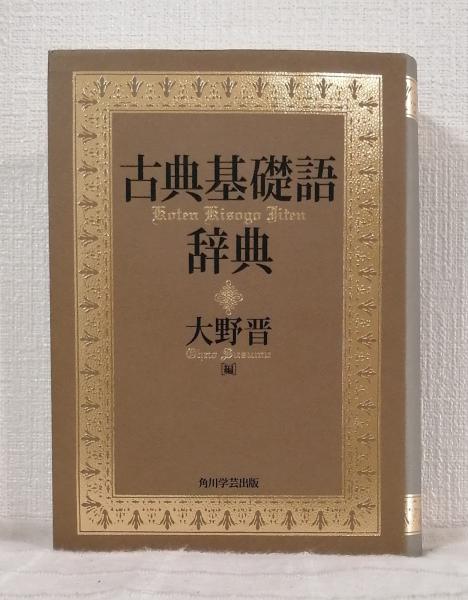 古典基礎語
Koten Kisogo Jiten
辞典
大野晋
Ohno Susumu
[編]
角川学芸出版